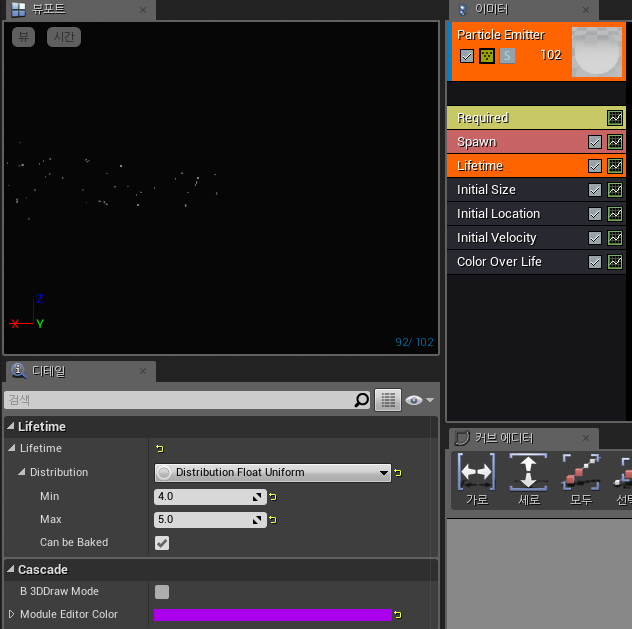 뷰포트
뷰 시간
X Z Y
92/ 102
이미터
Particle Emitter
S 102
Required
Spawn
Lifetime
Initial Size
Initial Location
Initial Velocity
Color Over Life
디테일
검색
Lifetime
Lifetime
Distribution Distribution Float Uniform
Min 4.0
Max 5.0
Can be Baked
Cascade
B 3DDraw Mode
Module Editor Color
커브 에디터
가로 세로 모두